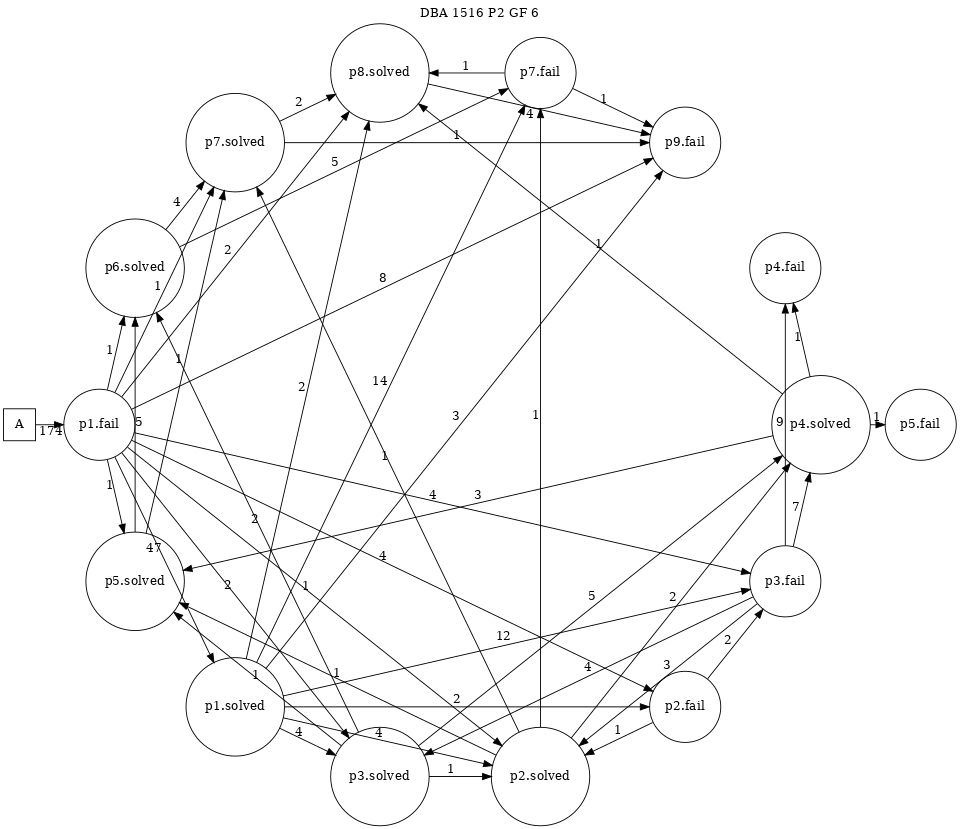 DBA 1516 P2 GF 6
p8.solved
1
p7.fail
2
4
1
p7.solved
1
p9.fail
5
4
2
1
p6.solved
p4.fail
8
1
1
1
1
2
14
3
1
A
174
p1.fail
5
9
p4.solved
1
p5.fail
1
1
4
3
7
2
47
4
p5.solved
2
1
5
2
p3.fail
12
4
3
2
1
1
p1.solved
2
p2.fail
4
4
1
p3.solved
1
p2.solved